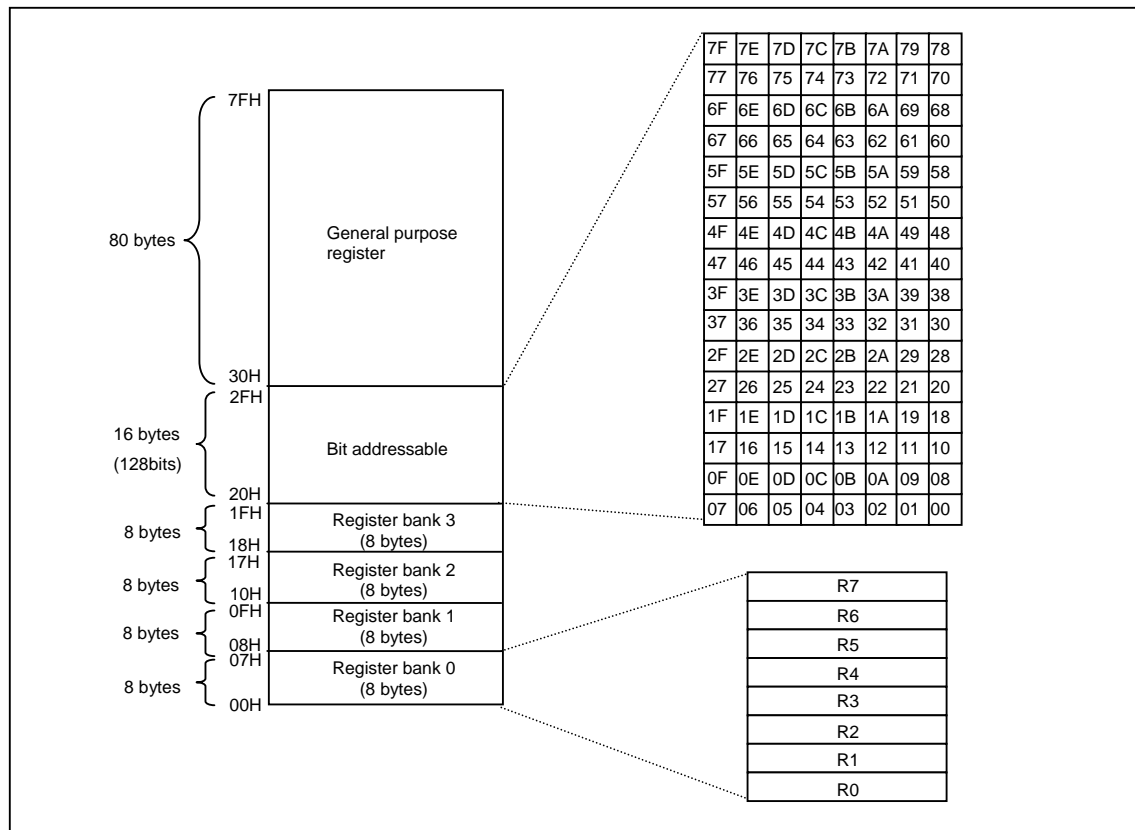 7FH
80 bytes
General purpose
register
30H
2FH
16 bytes
(128bits)
Bit addressable
20H
1FH
8 bytes
Register bank 3
(8 bytes)
18H
17H
8 bytes
Register bank 2
(8 bytes)
10H
0FH
8 bytes
Register bank 1
(8 bytes)
08H
07H
8 bytes
Register bank 0
(8 bytes)
00H
7F 7E 7D 7C 7B 7A 79 78
77 76 75 74 73 72 71 70
6F 6E 6D 6C 6B 6A 69 68
67 66 65 64 63 62 61 60
5F 5E 5D 5C 5B 5A 59 58
57 56 55 54 53 52 51 50
4F 4E 4D 4C 4B 4A 49 48
47 46 45 44 43 42 41 40
3F 3E 3D 3C 3B 3A 39 38
37 36 35 34 33 32 31 30
2F 2E 2D 2C 2B 2A 29 28
27 26 25 24 23 22 21 20
1F 1E 1D 1C 1B 1A 19 18
17 16 15 14 13 12 11 10
0F 0E 0D 0C 0B 0A 09 08
07 06 05 04 03 02 01 00
R7
R6
R5
R4
R3
R2
R1
R0